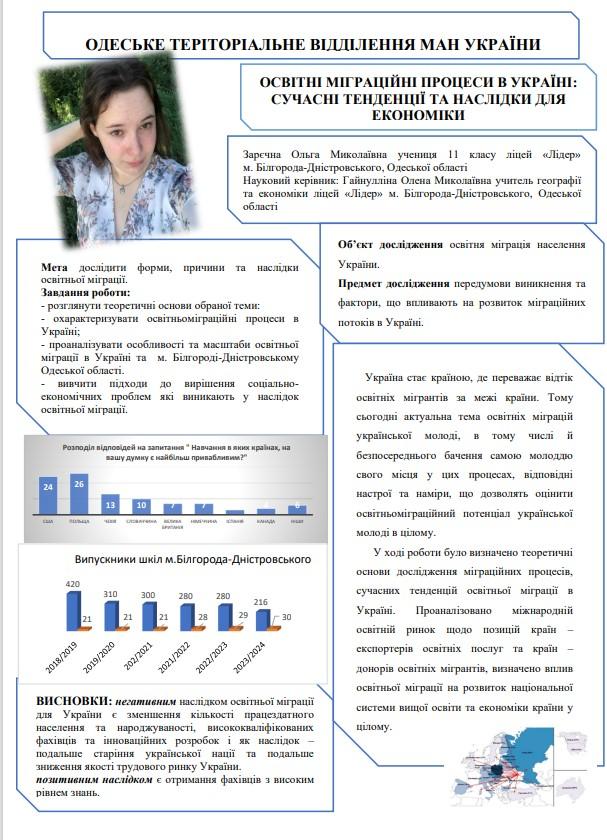 ОДЕСЬКЕ ТЕРІТОРІАЛЬНЕ ВІДДІЛЕННЯ МАН УКРАЇНИ
ОСВІТНІ МІГРАЦІЙНІ ПРОЦЕСИ В УКРАЇНІ:
СУЧАСНІ ТЕНДЕНЦІЇ ТА НАСЛІДКИ ДЛЯ
ЕКОНОМІКИ
Зарєчна Ольга Миколаївна учениця 11 класу ліцей «Лідер»
м. Білгорода-Дністровського, Одеської області
Науковий керівник: Гайнулліна Олена Миколаївна учитель географії
та економіки ліцей «Лідер» м. Білгорода-Дністровського, Одеської
області
Об’єкт дослідження освітня міграція населення
України.
Предмет дослідження передумови виникнення та
фактори, що впливають на розвиток міграційних
потоків в Україні.
Мета дослідити форми, причини та наслідки
освітньої міграції.
Завдання роботи:
- розглянути теоретичні основи обраної теми:
- охарактеризувати освітньоміграційні процеси в
Україні;
- проаналізувати особливості та масштаби освітньої
міграції в Україні та м. Білгороді-Дністровському
Одеської області.
- вивчити підходи до вирішення соціально-
економічних проблем які виникають у наслідок
освітньої міграції.
Розподіл відповідей на запитання " Навчання в яких країнах, на
вашу думку є найбільш привабливим?"
24 26 13 10 7 7 6
США ПОЛЬЩА ЧЕХІЯ СЛОВАЧЧИНА ВЕЛИКА БРИТАНІЯ НІМЕЧЧИНА ІСПАНІЯ КАНАДА ІНШИ
Випускники шкіл м.Білгорода-Дністровського
420 310 300 280 280 216
21 21 21 28 29 30
2018/2019 2019/2020 202/2021 2021/2022 2022/2023 2023/2024
ВИСНОВКИ: негативним наслідком освітньої міграції
для України є зменшення кількості працездатного
населення та народжуваності, висококваліфікованих
фахівців та інноваційних розробок і як наслідок –
подальше старіння української нації та подальше
зниження якості трудового ринку України.
позитивним наслідком є отримання фахівців з високим
рівнем знань.
Україна стає країною, де переважає відтік
освітніх мігрантів за межі країни. Тому
сьогодні актуальна тема освітніх міграцій
української молоді, в тому числі й
безпосереднього бачення самою молоддю
свого місця у цих процесах, відповідні
настрої та наміри, що дозволять оцінити
освітньоміграційний потенціал української
молоді в цілому.
У ході роботи було визначено теоретичні
основи дослідження міграційних процесів,
сучасних тенденцій освітньої міграції в
Україні. Проаналізовано міжнародній
освітній ринок щодо позицій країн –
експортерів освітніх послуг та країн –
донорів освітніх мігрантів, визначено вплив
освітньої міграції на розвиток національної
системи вищої освіти та економіки країни у
цілому.